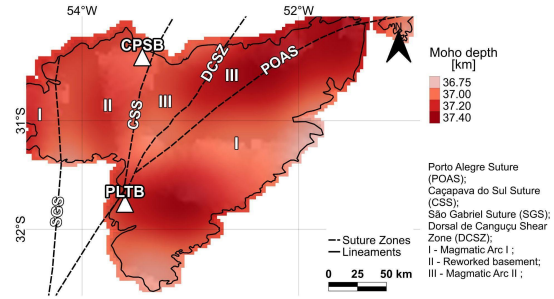 54°W
52°W
CPSB
DCSZ
POAS
III
Moho depth
[km]
36.75
37.00
37.20
37.40
II
III
CSS
I
31°S
I
Porto Alegre Suture
(POAS);
Caçapava do Sul Suture
(CSS);
São Gabriel Suture (SGS);
Dorsal de Canguçu Shear
Zone (DCSZ);
I - Magmatic Arc I ;
II - Reworked basement;
III - Magmatic Arc II ;
PLTB
SGS
32°S
Suture Zones
Lineaments
0 25 50 km